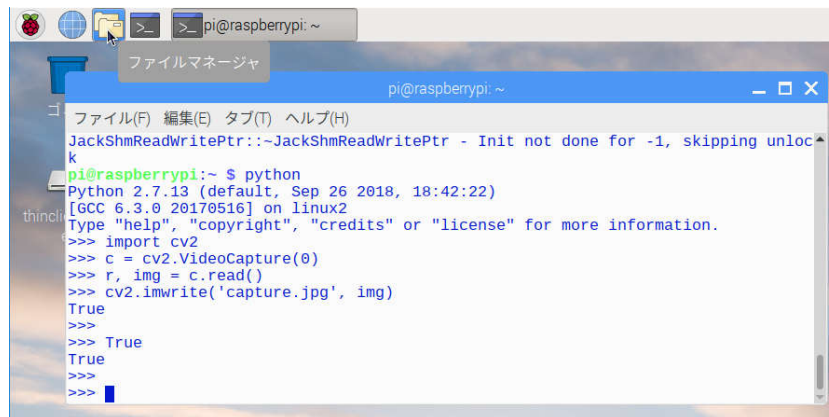 pi@raspberrypi: ~
ファイルマネージャ
pi@raspberrypi: ~
ファイル(F) 編集(E) タブ(T) ヘルプ(H)
JackShmReadWritePtr::~JackShmReadWritePtr - Init not done for -1, skipping unloc
k
pi@raspberrypi:~ $ python
Python 2.7.13 (default, Sep 26 2018, 18:42:22)
[GCC 6.3.0 20170516] on linux2
Type "help", "copyright", "credits" or "license" for more information.
>>> import cv2
>>> c = cv2.VideoCapture(0)
>>> r, img = c.read()
>>> cv2.imwrite('capture.jpg', img)
True
>>>
>>> True
True
>>>
>>>